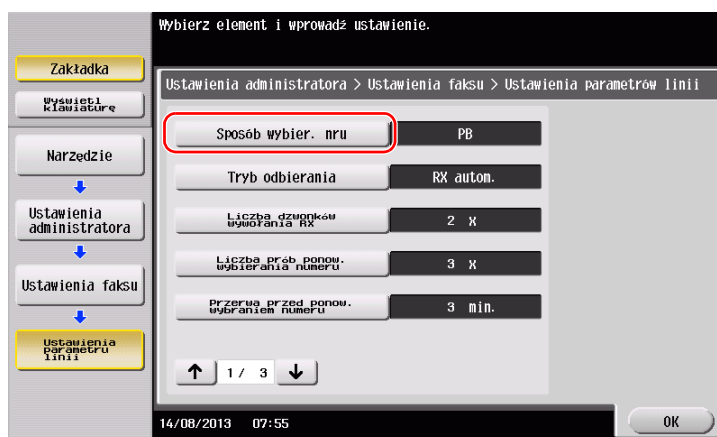 Wybierz element i wprowadź ustawienie.
Zakładka
Wyświetl
klawiaturę
Ustawienia administratora > Ustawienia faksu > Ustawienia parametrów linii
Narzędzie
Ustawienia
administratora
Ustawienia faksu
Ustawienia
parametru
linii
Sposób wybier. nru
PB
Tryb odbierania
RX autom.
Liczba dzwonków
wywołania RX
2 X
Liczba prób ponow.
wybierania numeru
3 X
Przerwa przed ponow.
wybraniem numeru
3 min.
↑ 1/ 3 ↓
14/08/2013 07:55
OK